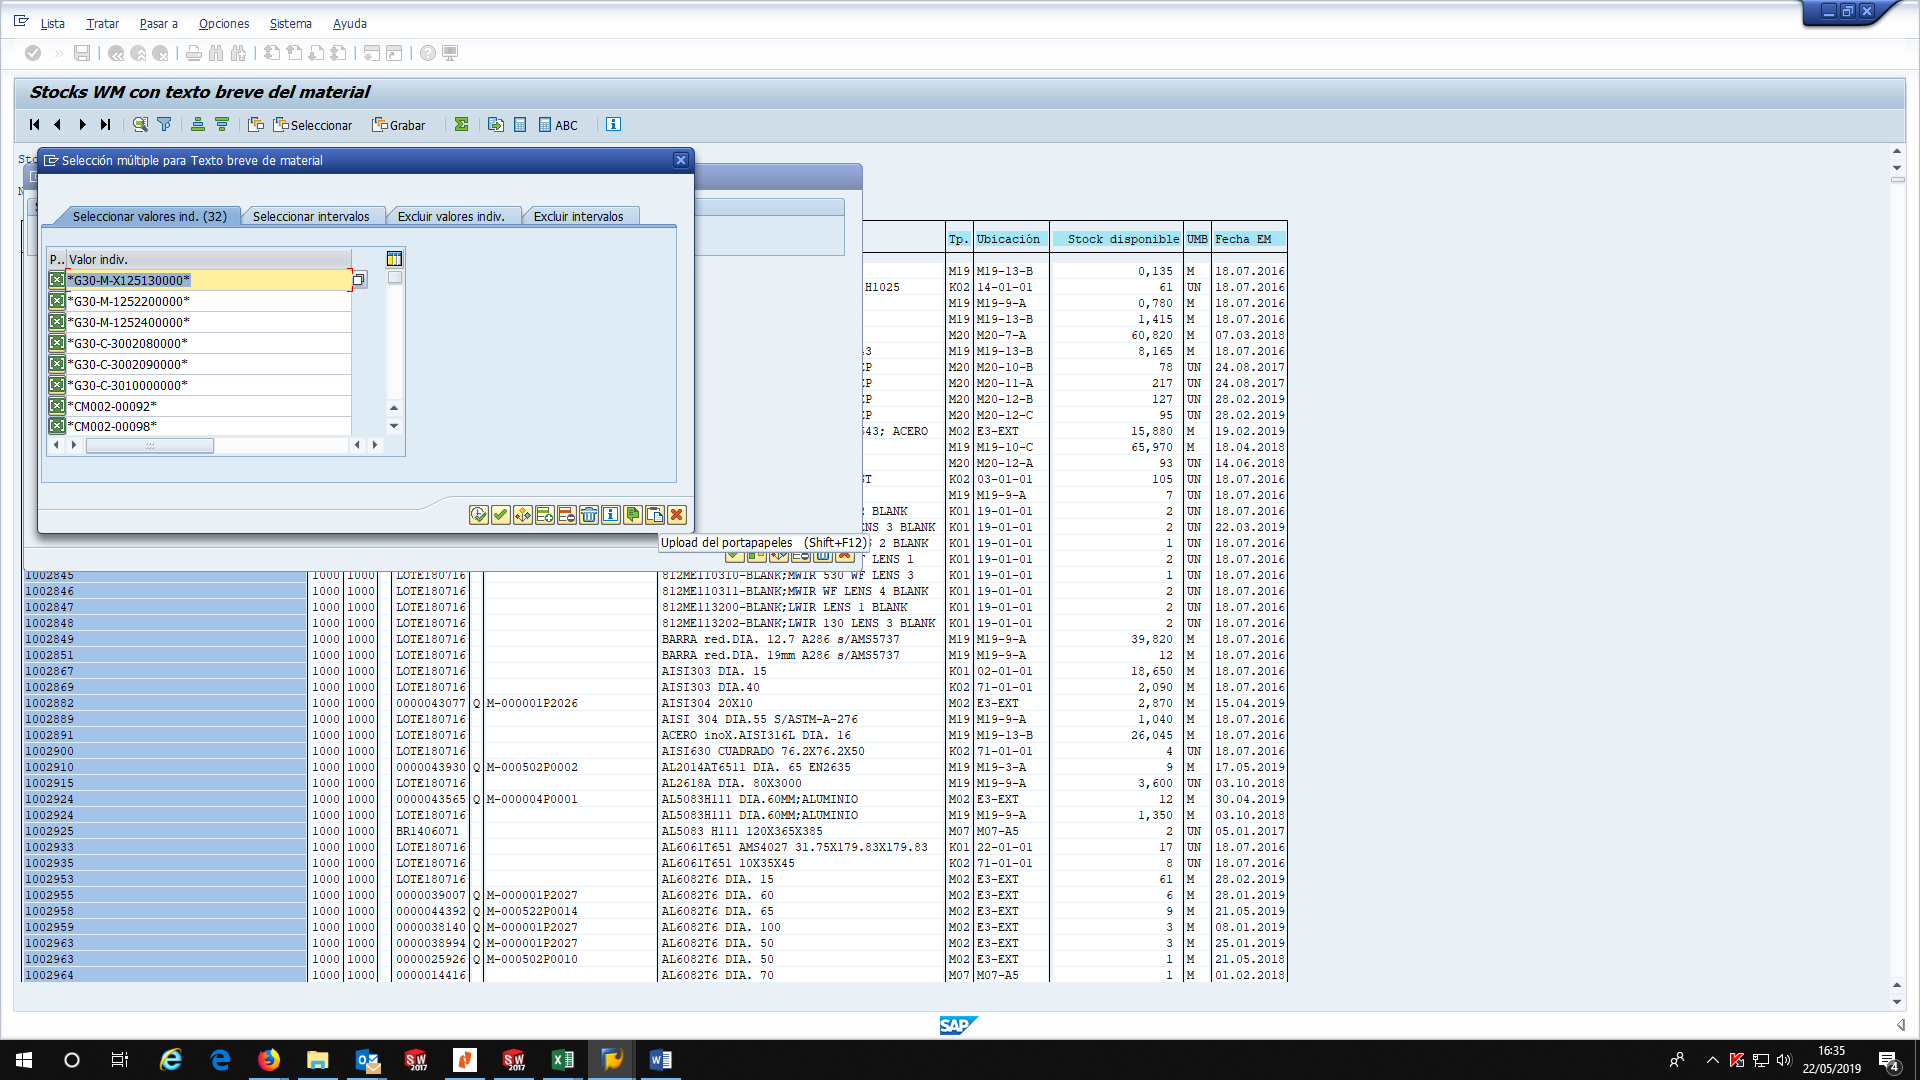 Lista Tratar Pasar a Opciones Sistema Ayuda
Stocks WM con texto breve del material
Seleccionar Grabar ABC
Selección múltiple para Texto breve de material
Seleccionar valores ind. (32) Seleccionar intervalos Excluir valores indiv. Excluir intervalos
P.. Valor indiv.
*G30-M-X125130000*
*G30-M-1252200000*
*G30-M-1252400000*
*G30-C-3002080000*
*G30-C-3002090000*
*G30-C-3010000000*
*CM002-00092*
*CM002-00098*
Upload del portapapeles (Shift+F12)
Tp. Ubicación Stock disponible UMB Fecha EM
M19 M19-13-B 0,135 M 18.07.2016
H1025 K02 14-01-01 61 UN 18.07.2016
M19 M19-9-A 0,780 M 18.07.2016
M19 M19-13-B 1,415 M 18.07.2016
M20 M20-7-A 60,820 M 07.03.2018
M19 M19-13-B 8,165 M 18.07.2016
M20 M20-10-B 78 UN 24.08.2017
M20 M20-11-A 217 UN 24.08.2017
M20 M20-12-B 127 UN 28.02.2019
M20 M20-12-C 95 UN 28.02.2019
43; ACERO M02 E3-EXT 15,880 M 19.02.2019
M19 M19-10-C 65,970 M 18.04.2018
M20 M20-12-A 93 UN 14.06.2018
K02 03-01-01 105 UN 18.07.2016
M19 M19-9-A 7 UN 18.07.2016
BLANK K01 19-01-01 2 UN 18.07.2016
NS 3 BLANK K01 19-01-01 2 UN 22.03.2019
2 BLANK K01 19-01-01 1 UN 18.07.2016
LENS 1 K01 19-01-01 2 UN 18.07.2016
1002845 1000 1000 LOTE180716 812ME110310-BLANK;MWIR 530 WF LENS 3 K01 19-01-01 1 UN 18.07.2016
1002846 1000 1000 LOTE180716 812ME110311-BLANK;MWIR WF LENS 4 BLANK K01 19-01-01 2 UN 18.07.2016
1002847 1000 1000 LOTE180716 812ME113200-BLANK;LWIR LENS 1 BLANK K01 19-01-01 2 UN 18.07.2016
1002848 1000 1000 LOTE180716 812ME113202-BLANK;LWIR 130 LENS 3 BLANK K01 19-01-01 2 UN 18.07.2016
1002849 1000 1000 LOTE180716 BARRA red.DIA. 12.7 A286 s/AMS5737 M19 M19-9-A 39,820 M 18.07.2016
1002851 1000 1000 LOTE180716 BARRA red.DIA. 19mm A286 s/AMS5737 M19 M19-9-A 12 M 18.07.2016
1002867 1000 1000 LOTE180716 AISI303 DIA. 15 K01 02-01-01 18,650 M 18.07.2016
1002869 1000 1000 LOTE180716 AISI303 DIA.40 K02 71-01-01 2,090 M 18.07.2016
1002882 1000 1000 0000043077 Q M-000001P2026 AISI304 20X10 M02 E3-EXT 2,870 M 15.04.2019
1002889 1000 1000 LOTE180716 AISI 304 DIA.55 S/ASTM-A-276 M19 M19-9-A 1,040 M 18.07.2016
1002891 1000 1000 LOTE180716 ACERO inoX.AISI316L DIA. 16 M19 M19-13-B 26,045 M 18.07.2016
1002900 1000 1000 LOTE180716 AISI630 CUADRADO 76.2X76.2X50 K02 71-01-01 4 UN 18.07.2016
1002910 1000 1000 0000043930 Q M-000502P0002 AL2014AT6511 DIA. 65 EN2635 M19 M19-3-A 9 M 17.05.2019
1002915 1000 1000 LOTE180716 AL2618A DIA. 80X3000 M19 M19-9-A 3,600 UN 03.10.2018
1002924 1000 1000 0000043565 Q M-000004P0001 AL5083H111 DIA.60MM;ALUMINIO M02 E3-EXT 12 M 30.04.2019
1002924 1000 1000 LOTE180716 AL5083H111 DIA.60MM;ALUMINIO M19 M19-9-A 1,350 M 03.10.2018
1002925 1000 1000 BR1406071 AL5083 H111 120X365X385 M07 M07-A5 2 UN 05.01.2017
1002933 1000 1000 LOTE180716 AL6061T651 AMS4027 31.75X179.83X179.83 K01 22-01-01 17 UN 18.07.2016
1002935 1000 1000 LOTE180716 AL6061T651 10X35X45 K02 71-01-01 8 UN 18.07.2016
1002953 1000 1000 LOTE180716 AL6082T6 DIA. 15 M02 E3-EXT 61 M 28.02.2019
1002955 1000 1000 0000039007 Q M-000001P2027 AL6082T6 DIA. 60 M02 E3-EXT 6 M 28.01.2019
1002958 1000 1000 0000044392 Q M-000522P0014 AL6082T6 DIA. 65 M02 E3-EXT 9 M 21.05.2019
1002959 1000 1000 0000038140 Q M-000001P2027 AL6082T6 DIA. 100 M02 E3-EXT 3 M 08.01.2019
1002963 1000 1000 0000038994 Q M-000001P2027 AL6082T6 DIA. 50 M02 E3-EXT 3 M 25.01.2019
1002963 1000 1000 0000025926 Q M-000502P0010 AL6082T6 DIA. 50 M02 E3-EXT 1 M 21.05.2018
1002964 1000 1000 0000014416 AL6082T6 DIA. 70 M07 M07-A5 1 M 01.02.2018
SAP
16:35
22/05/2019
4